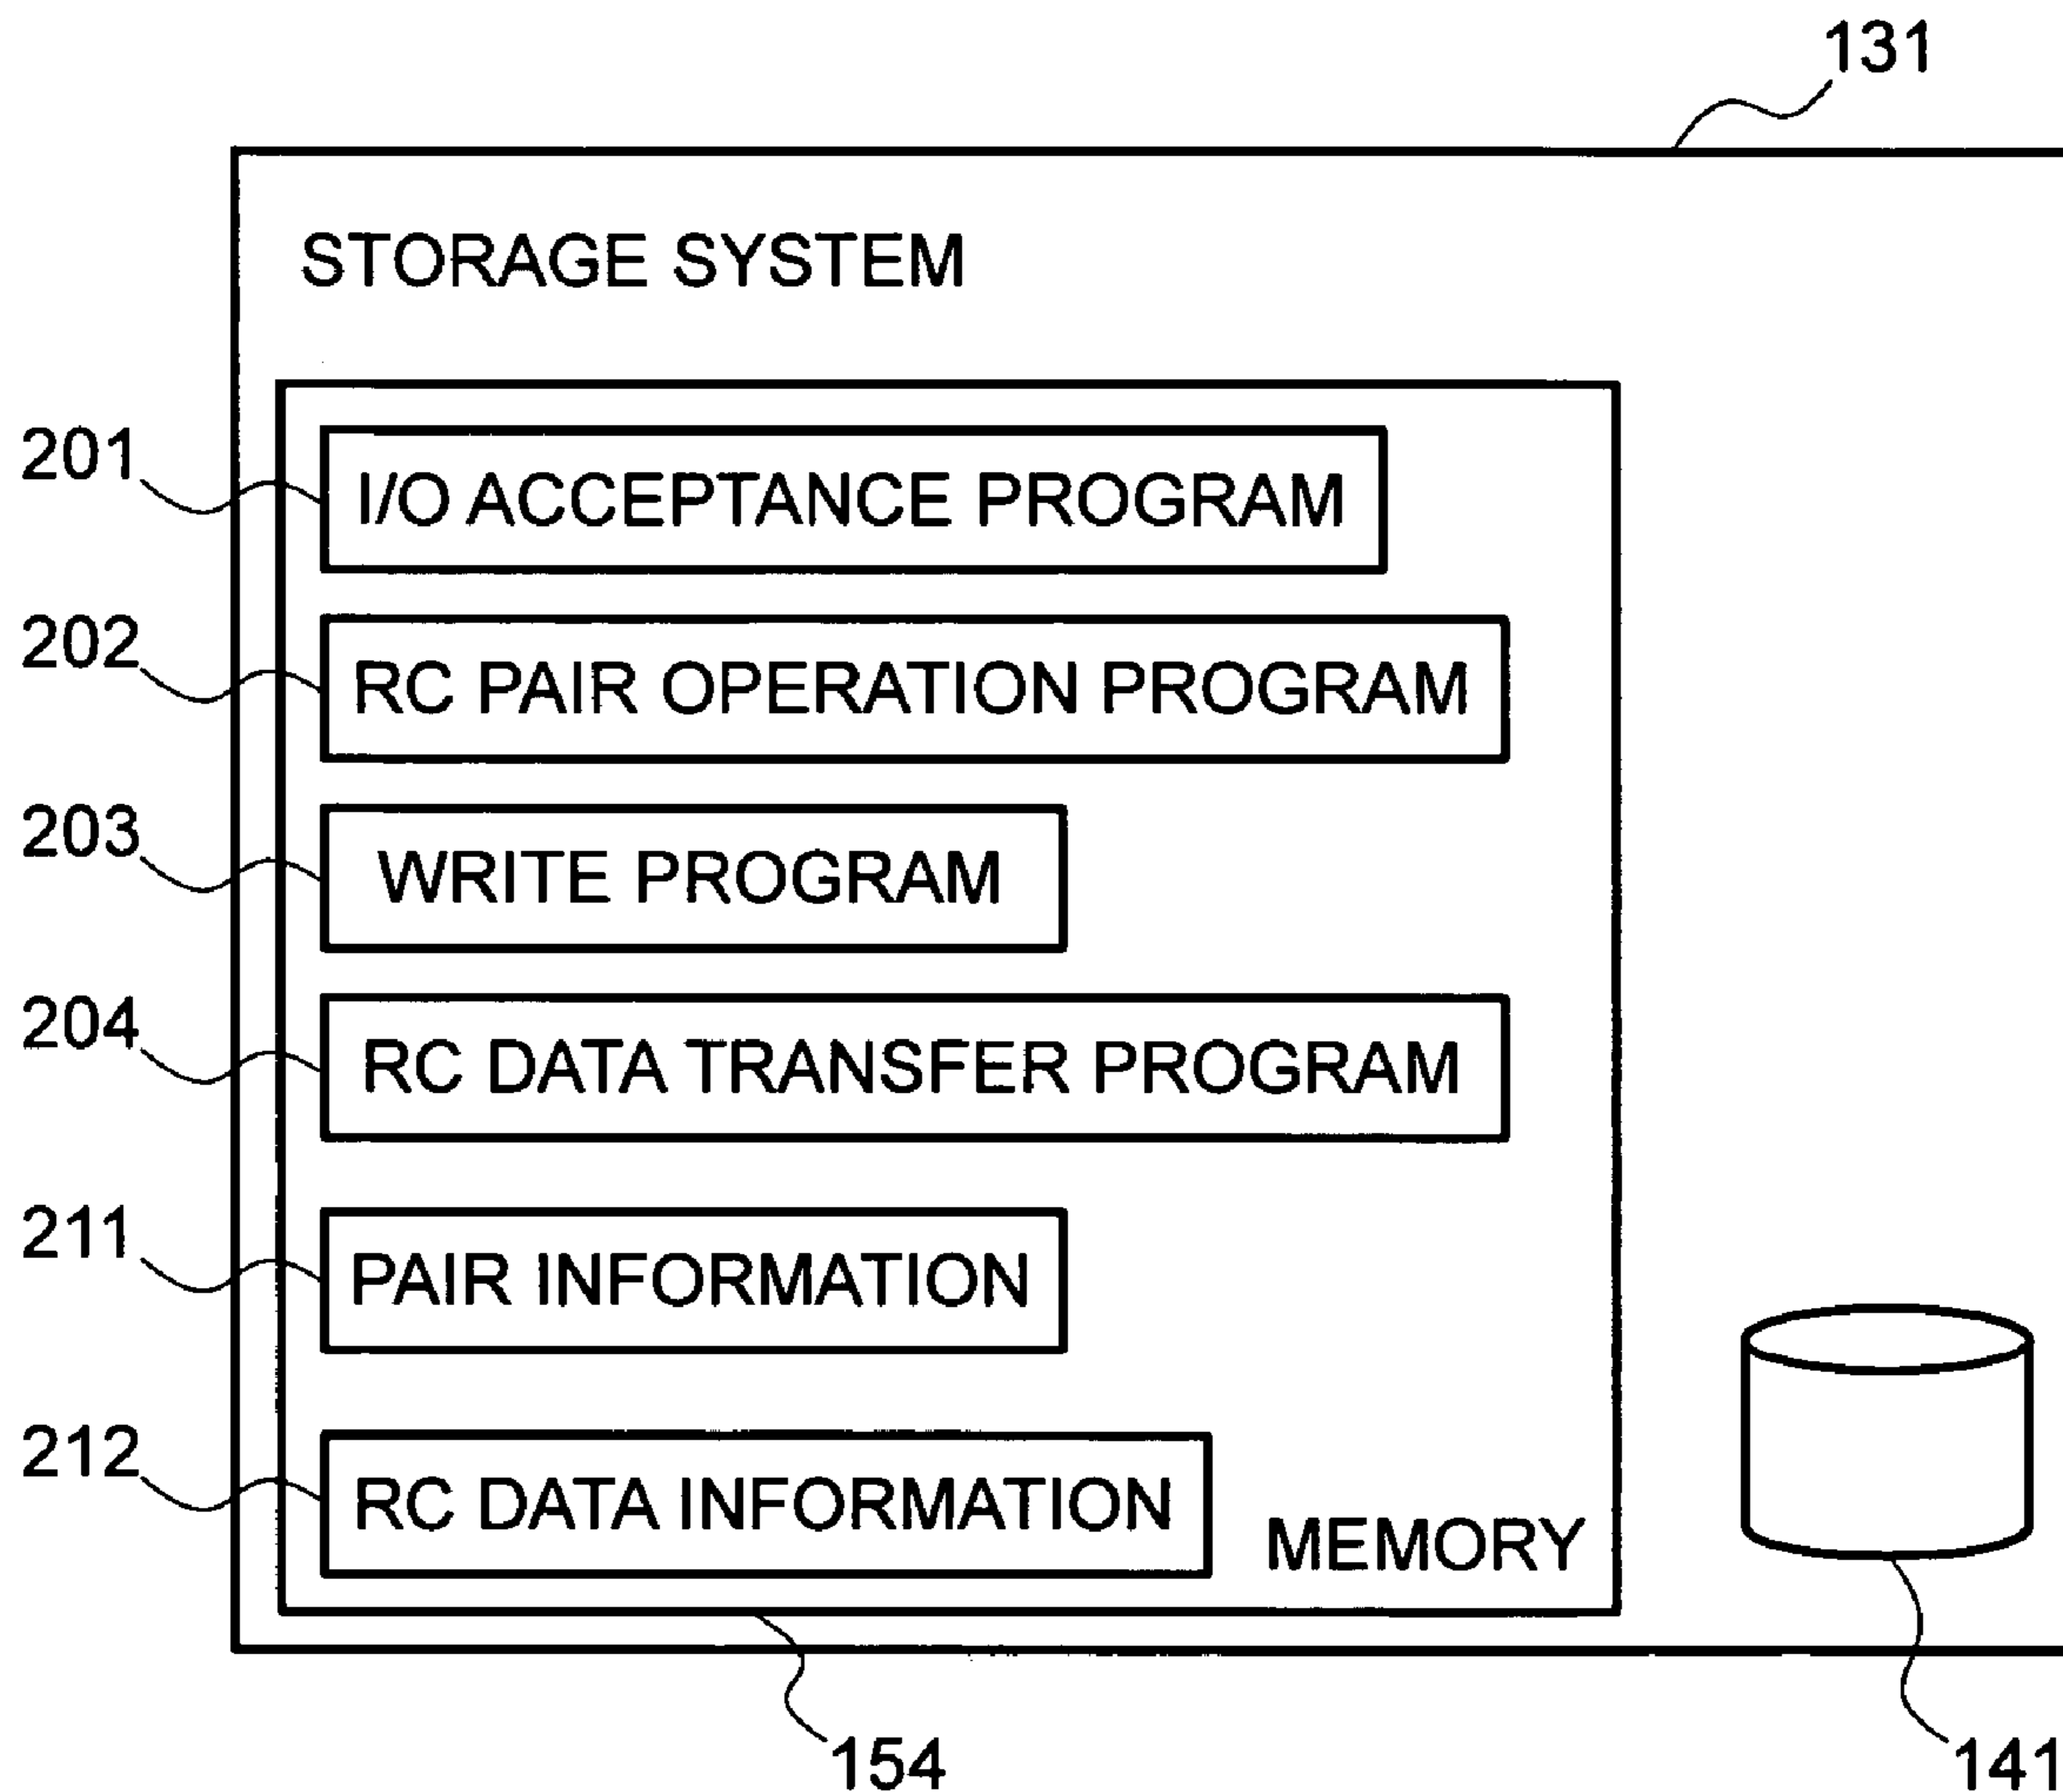 131
STORAGE SYSTEM
201
I/O ACCEPTANCE PROGRAM
202
RC PAIR OPERATION PROGRAM
203
WRITE PROGRAM
204
RC DATA TRANSFER PROGRAM
211
PAIR INFORMATION
212
RC DATA INFORMATION
MEMORY
154
141